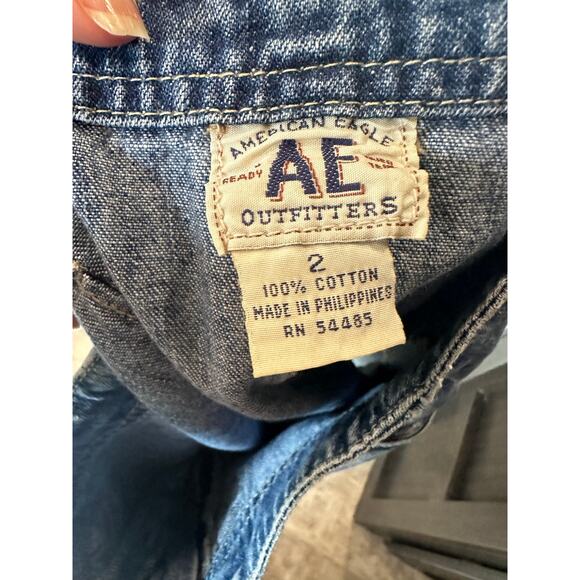 AMERICAN EAGLE
READY AE
OUTFITTERS
2
100% COTTON
MADE IN PHILIPPINES
RN 54485